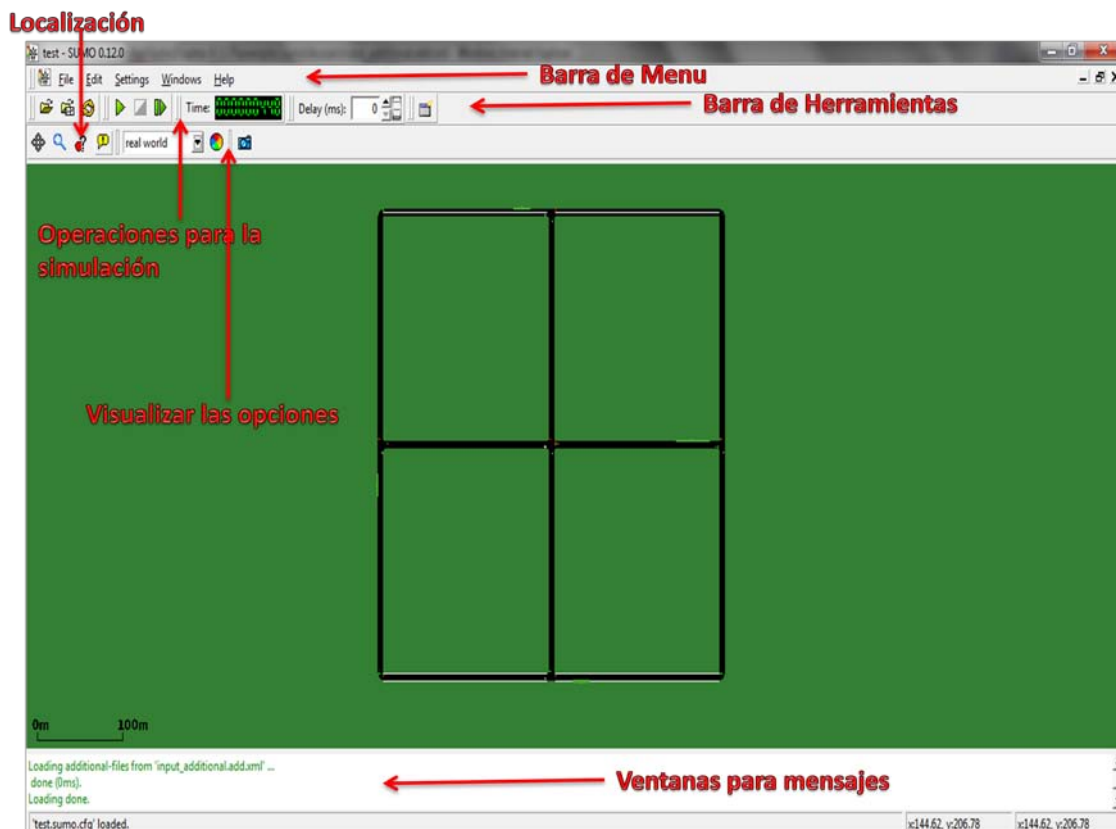 Localización
test - SUMO 0.12.0
File Edit Settings Windows Help
Barra de Menu
Time: Delay (ms): 0
Barra de Herramientas
real world
Operaciones para la
simulación
Visualizar las opciones
0m 100m
Loading additional-files from 'input_additional.add.xml' ...
done (0ms).
Loading done.
Ventanas para mensajes
'test.sumo.cfg' loaded.
x:144.62, y:206.78 x:144.62, y:206.78